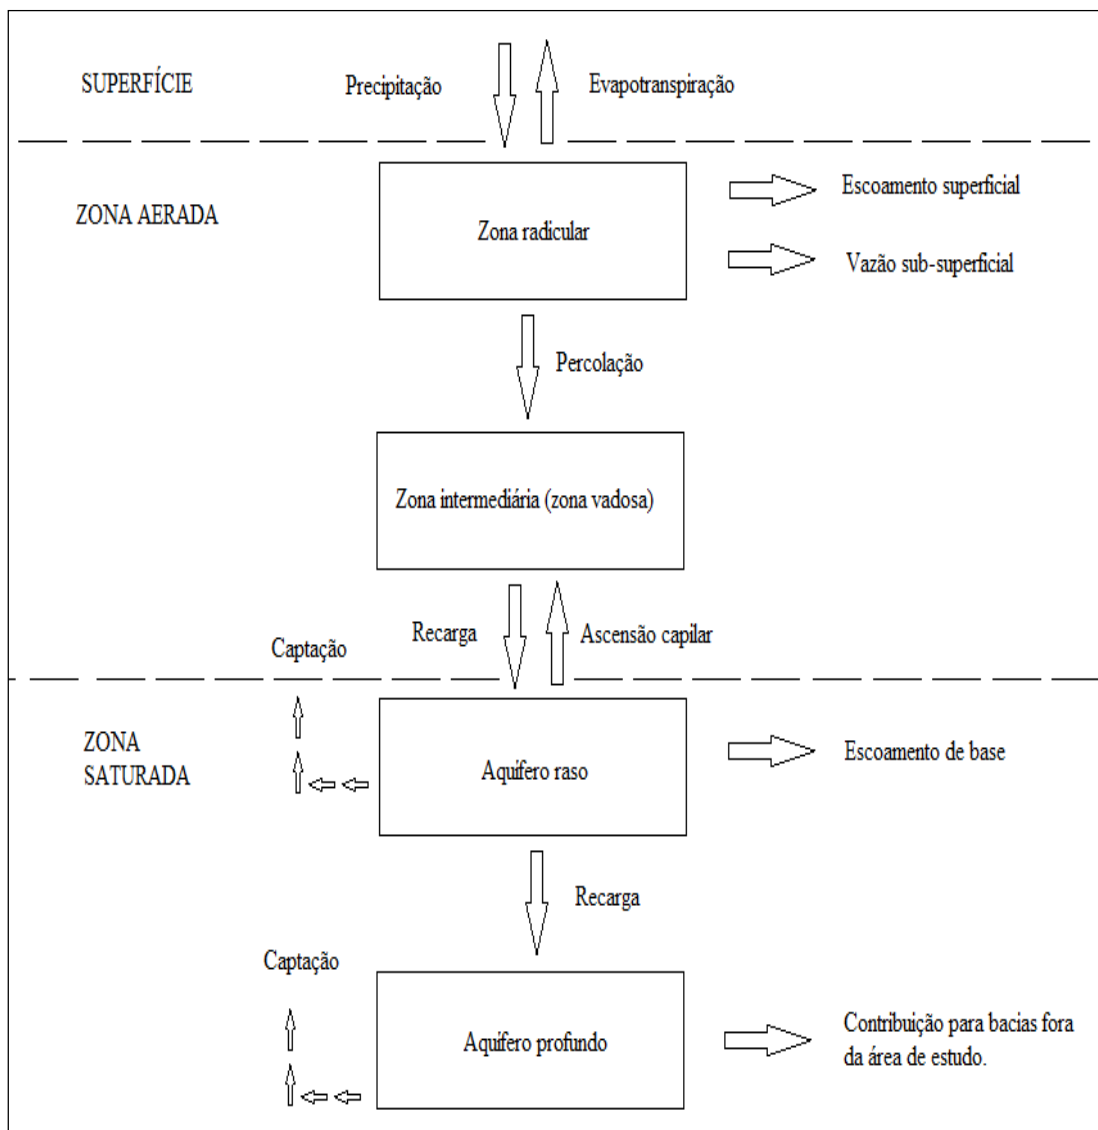 SUPERFÍCIE
Precipitação
Evapotranspiração
ZONA AERADA
Zona radicular
Escoamento superficial
Vazão sub-superficial
Percolação
Zona intermediária (zona vadosa)
Recarga
Ascensão capilar
Captação
ZONA
SATURADA
Aquífero raso
Escoamento de base
Recarga
Captação
Aquífero profundo
Contribuição para bacias fora
da área de estudo.